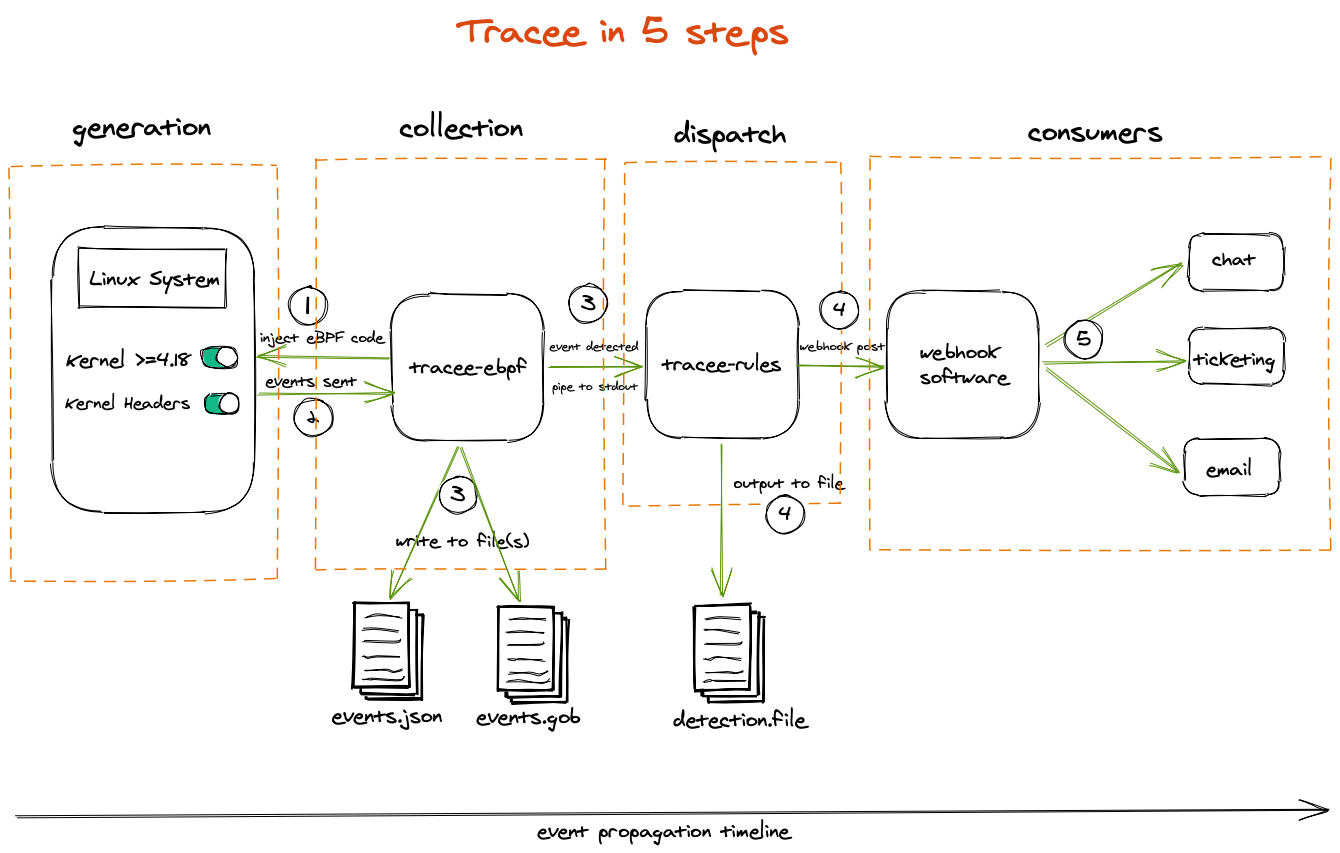 Tracee in 5 steps
generation
collection
dispatch
consumers
Linux System
Kernel >=4.18
Kernel Headers
1
inject eBPF code
events sent
2
tracee-ebpf
3
event detected
pipe to stdout
3
write to file(s)
events.json
events.gob
tracee-rules
4
webhook post
output to file
4
detection.file
webhook
software
5
chat
ticketing
email
event propagation timeline